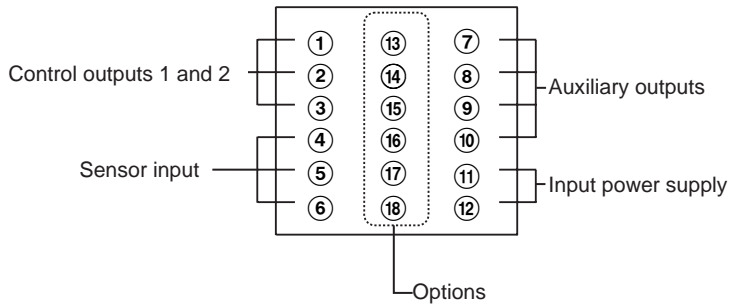 1 13 7
Control outputs 1 and 2 2 14 8 Auxiliary outputs
3 15 9
4 16 10
Sensor input 5 17 11 Input power supply
6 18 12
Options